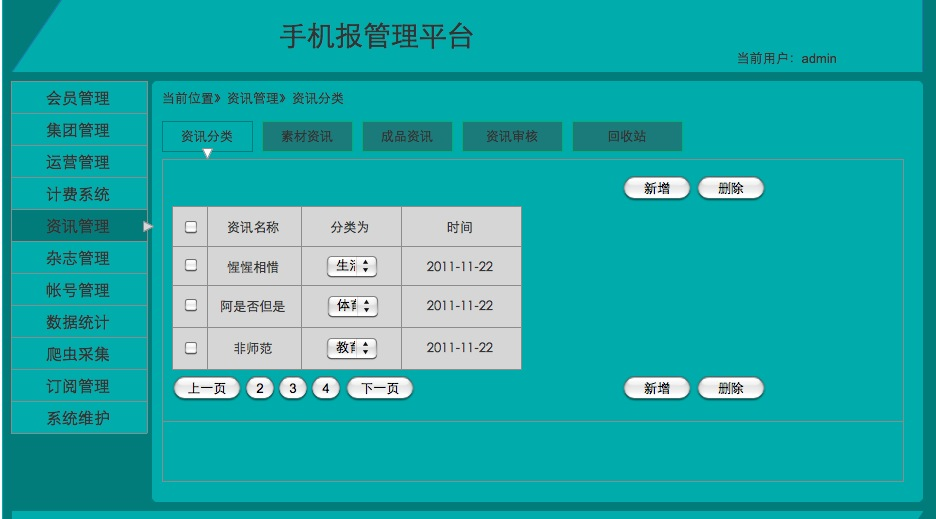 手机报管理平台
当前用户：admin
会员管理
集团管理
运营管理
计费系统
资讯管理
杂志管理
帐号管理
数据统计
爬虫采集
订阅管理
系统维护
当前位置》资讯管理》资讯分类
资讯分类 素材资讯 成品资讯 资讯审核 回收站
新增 删除
资讯名称 分类为 时间
惺惺相惜 生活 2011-11-22
阿是否但是 体育 2011-11-22
非师范 教育 2011-11-22
上一页 2 3 4 下一页 新增 删除